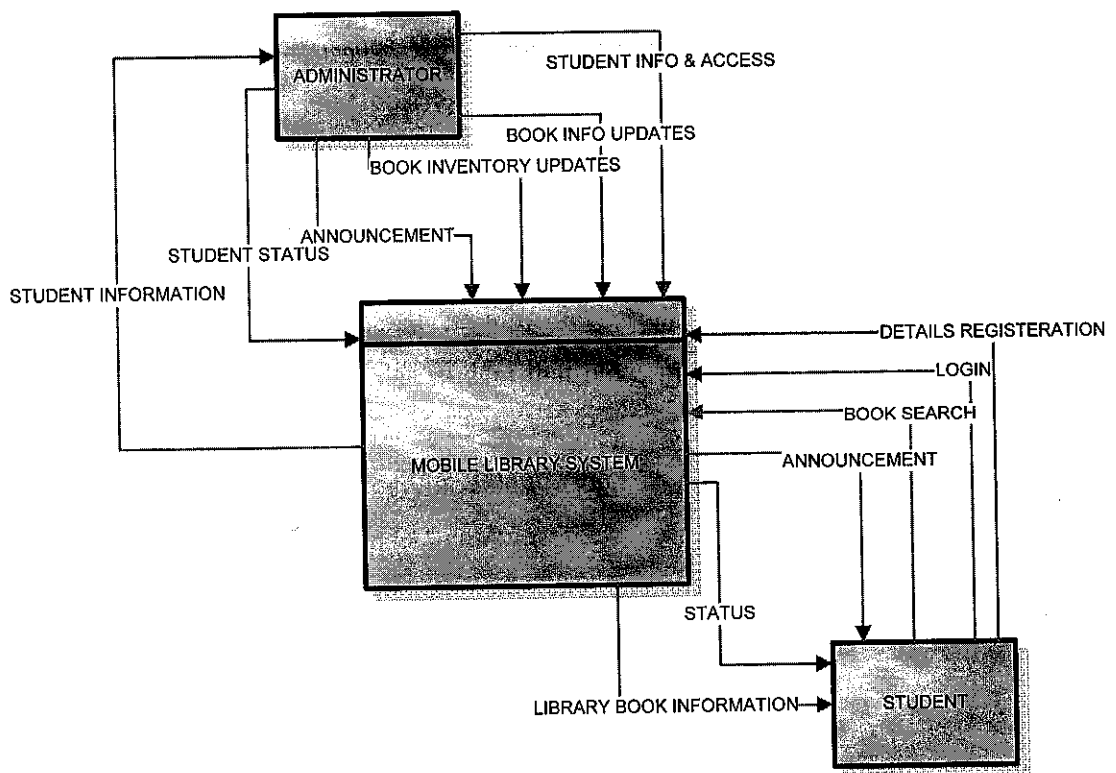 ADMINISTRATOR
STUDENT INFO & ACCESS
BOOK INFO UPDATES
BOOK INVENTORY UPDATES
ANNOUNCEMENT
STUDENT STATUS
STUDENT INFORMATION
DETAILS REGISTERATION
LOGIN
BOOK SEARCH
ANNOUNCEMENT
MOBILE LIBRARY SYSTEM
STATUS
LIBRARY BOOK INFORMATION
STUDENT